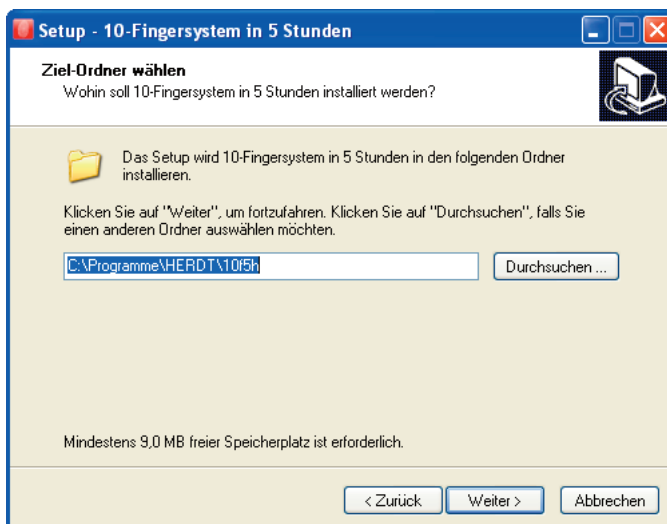 Setup - 10-Fingersystem in 5 Stunden
Ziel-Ordner wählen
Wohin soll 10-Fingersystem in 5 Stunden installiert werden?
Das Setup wird 10-Fingersystem in 5 Stunden in den folgenden Ordner
installieren.
Klicken Sie auf "Weiter", um fortzufahren. Klicken Sie auf "Durchsuchen", falls Sie
einen anderen Ordner auswählen möchten.
C:\Programme\HERDT\10f5h
Durchsuchen ...
Mindestens 9,0 MB freier Speicherplatz ist erforderlich.
< Zurück
Weiter >
Abbrechen